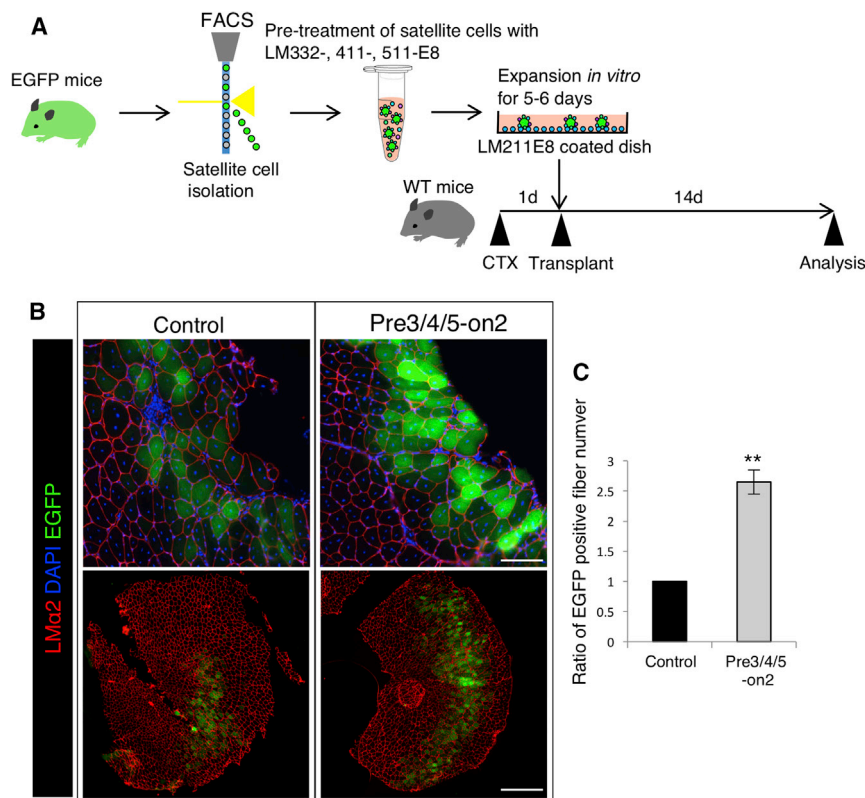 A
FACS
Pre-treatment of satellite cells with
LM332-, 411-, 511-E8
EGFP mice
Expansion in vitro
for 5-6 days
Satellite cell
isolation
LM211E8 coated dish
WT mice
1d
14d
CTX
Transplant
Analysis
B
Control
Pre3/4/5-on2
LMα2 DAPI EGFP
C
Ratio of EGFP positive fiber numver
3
2.5
2
1.5
1
0.5
0
**
Control
Pre3/4/5
-on2